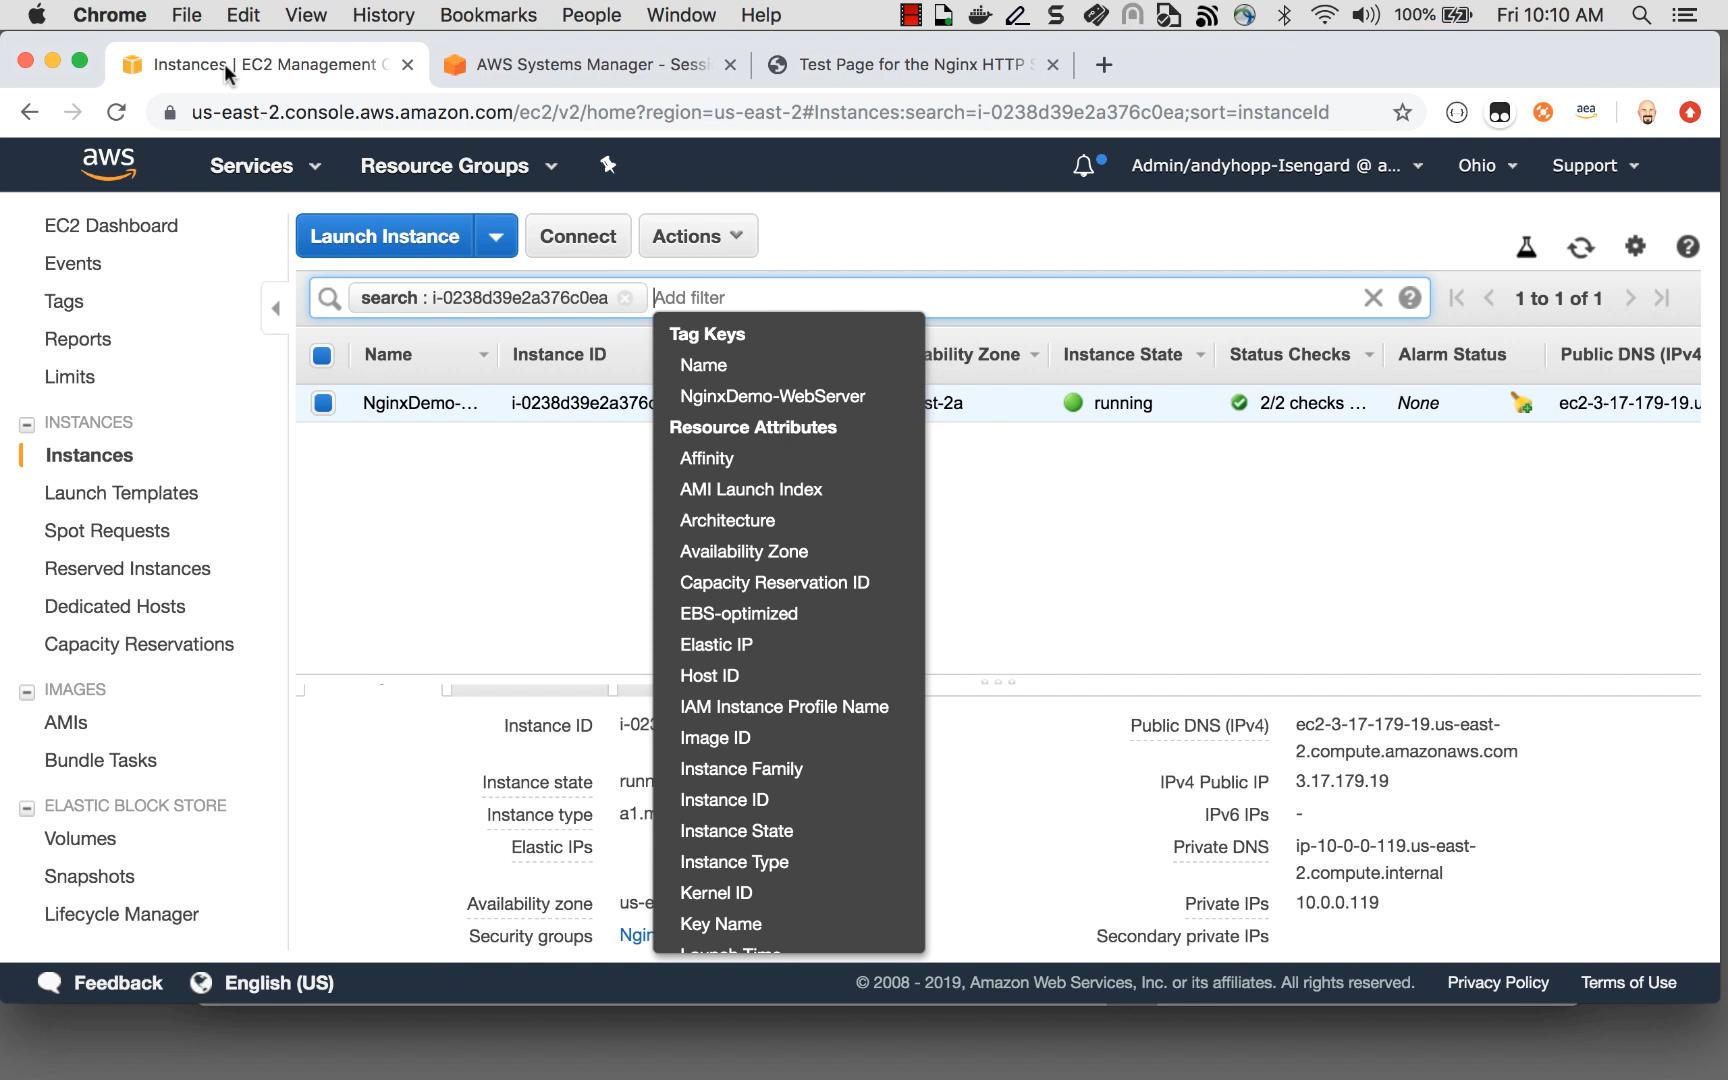 Chrome File Edit View History Bookmarks People Window Help 100% Fri 10:10 AM
Instances | EC2 Management C AWS Systems Manager - Sessi Test Page for the Nginx HTTP S
us-east-2.console.aws.amazon.com/ec2/v2/home?region=us-east-2#Instances:search=i-0238d39e2a376c0ea;sort=instanceId aea
aws Services Resource Groups Admin/andyhopp-Isengard @ a... Ohio Support
EC2 Dashboard
Events
Tags
Reports
Limits
INSTANCES
Instances
Launch Templates
Spot Requests
Reserved Instances
Dedicated Hosts
Capacity Reservations
IMAGES
AMIs
Bundle Tasks
ELASTIC BLOCK STORE
Volumes
Snapshots
Lifecycle Manager
Launch Instance Connect Actions
search : i-0238d39e2a376c0ea Add filter 1 to 1 of 1
Name Instance ID ability Zone Instance State Status Checks Alarm Status Public DNS (IPv4
NginxDemo-... i-0238d39e2a376c st-2a running 2/2 checks ... None ec2-3-17-179-19.u
Tag Keys
Name
NginxDemo-WebServer
Resource Attributes
Affinity
AMI Launch Index
Architecture
Availability Zone
Capacity Reservation ID
EBS-optimized
Elastic IP
Host ID
IAM Instance Profile Name
Image ID
Instance Family
Instance ID
Instance State
Instance Type
Kernel ID
Key Name
Launch Time
Instance ID i-023
Instance state runn
Instance type a1.m
Elastic IPs
Availability zone us-e
Security groups Ngin
Public DNS (IPv4) ec2-3-17-179-19.us-east-
2.compute.amazonaws.com
IPv4 Public IP 3.17.179.19
IPv6 IPs -
Private DNS ip-10-0-0-119.us-east-
2.compute.internal
Private IPs 10.0.0.119
Secondary private IPs
Feedback English (US) © 2008 - 2019, Amazon Web Services, Inc. or its affiliates. All rights reserved. Privacy Policy Terms of Use